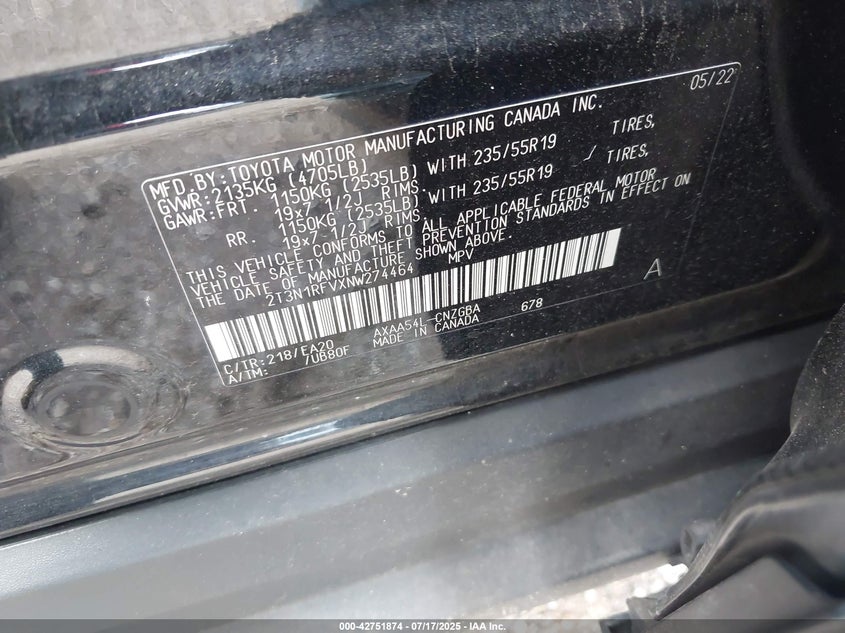 05/22
MFD. BY: TOYOTA MOTOR MANUFACTURING CANADA INC.
GVWR: 2135KG (4705LB)
GAWR: FRT. 1150KG (2535LB) WITH 235/55R19 TIRES,
19x7 1/2J RIMS.
RR. 1150KG (2535LB) WITH 235/55R19 TIRES,
19x7 1/2J RIMS.
THIS VEHICLE CONFORMS TO ALL APPLICABLE FEDERAL MOTOR
VEHICLE SAFETY AND THEFT PREVENTION STANDARDS IN EFFECT ON
THE DATE OF MANUFACTURE SHOWN ABOVE.
2T3N1RFVXNW274464 MPV
A
C/TR: 218/EA20 AXAA54L-CNZGBA 678
A/TM: /U680F MADE IN CANADA
000-42751874 | 07/17/2025 - IAA Inc.